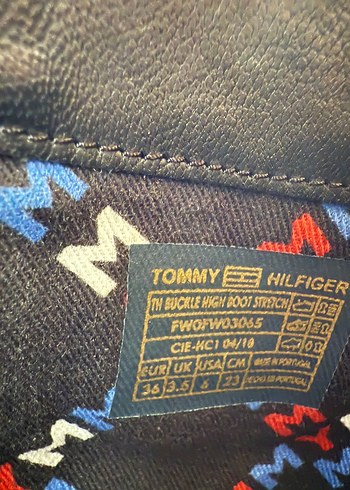 TOMMY HILFIGER
TH BUCKLE HIGH BOOT STRETCH
FW0FW03065
CIE-KC1 04/18
EUR UK USA CM MADE IN PORTUGAL
36 3.5 6 23
M
M
M
M
M
M
M
M